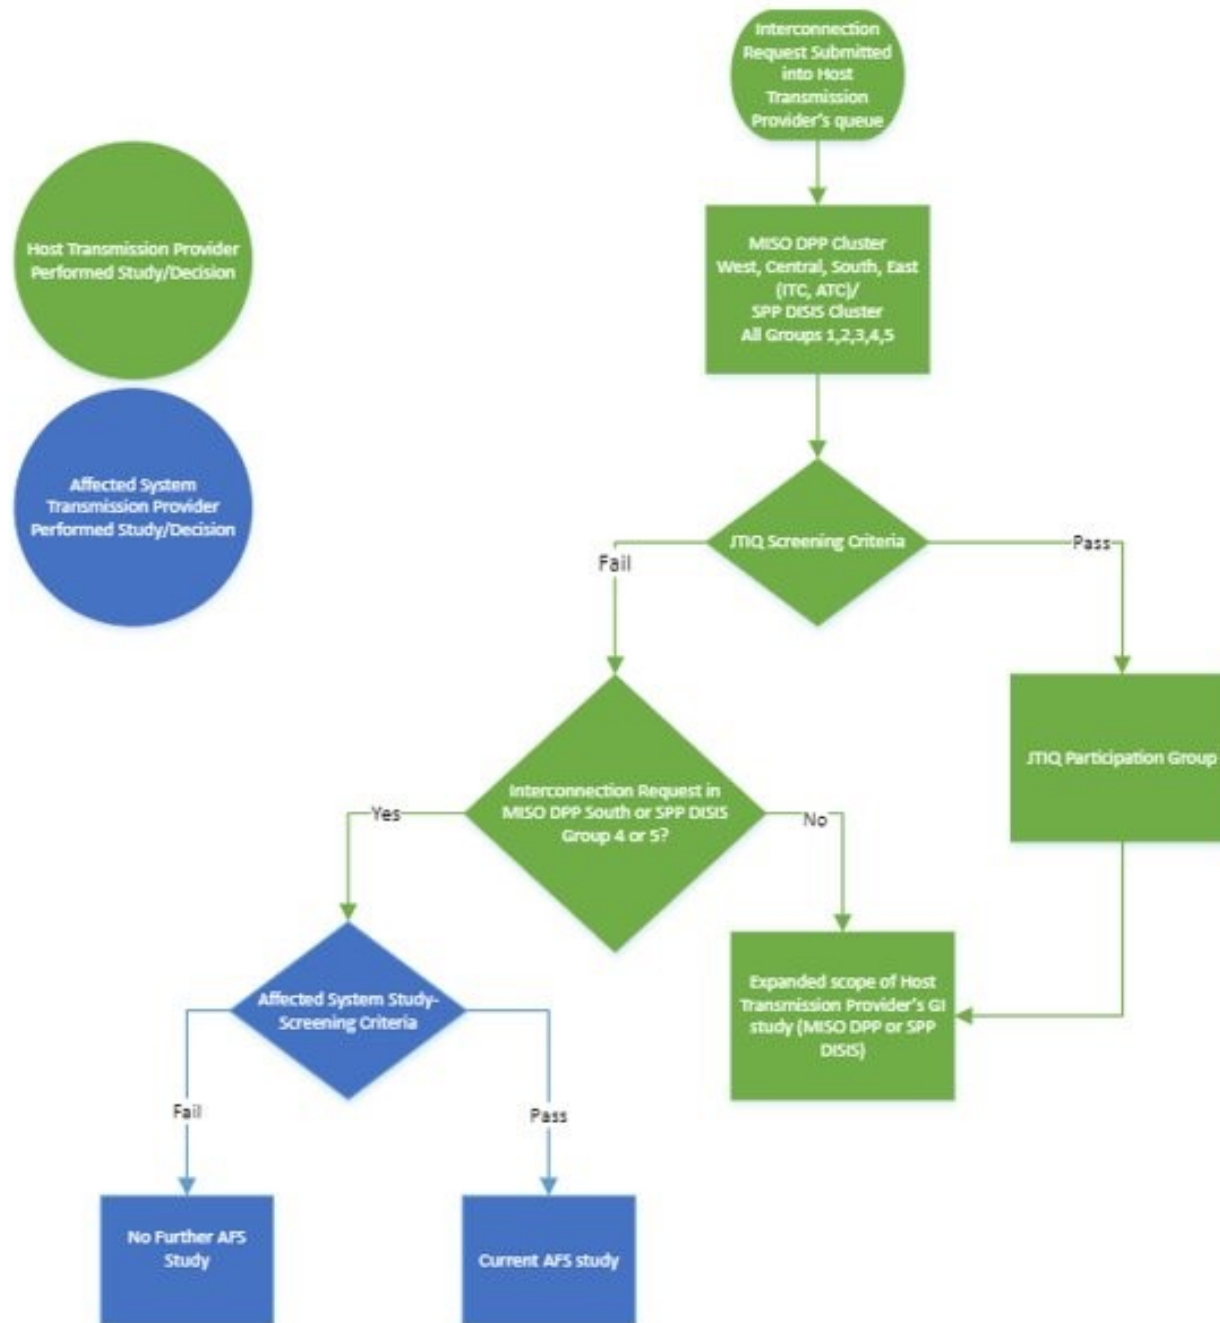 Interconnection
Request Submitted
into Host
Transmission
Provider's queue
Host Transmission Provider
Performed Study/Decision
MISO DPP Cluster
West, Central, South, East
(ITC, ATC)/
SPP DISIS Cluster
All Groups 1,2,3,4,5
Affected System
Transmission Provider
Performed Study/Decision
JTIQ Screening Criteria
Fail
Pass
JTIQ Participation Group
Interconnection Request in
MISO DPP South or SPP DISIS
Group 4 or 5?
Yes
No
Affected System Study-
Screening Criteria
Expanded scope of Host
Transmission Provider's GI
study (MISO DPP or SPP
DISIS)
Fail
Pass
No Further AFS
Study
Current AFS study